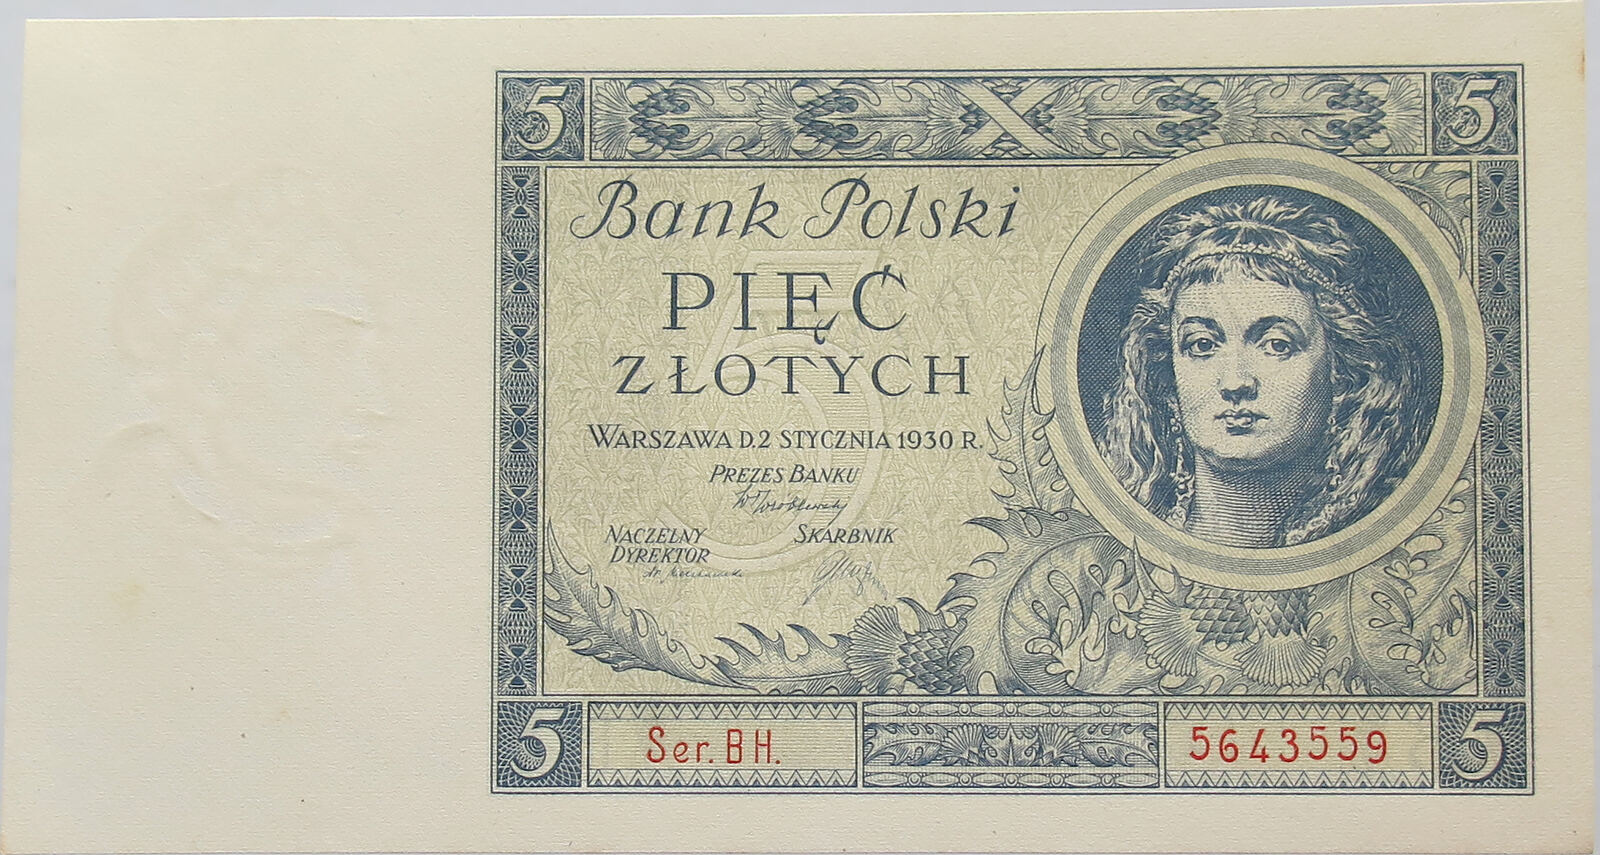 5 5
Bank Polski
PIĘĆ
ZŁOTYCH
WARSZAWA D. 2 STYCZNIA 1930 R.
PREZES BANKU
NACZELNY SKARBNIK
DYREKTOR
5 Ser. BH. 5643559 5